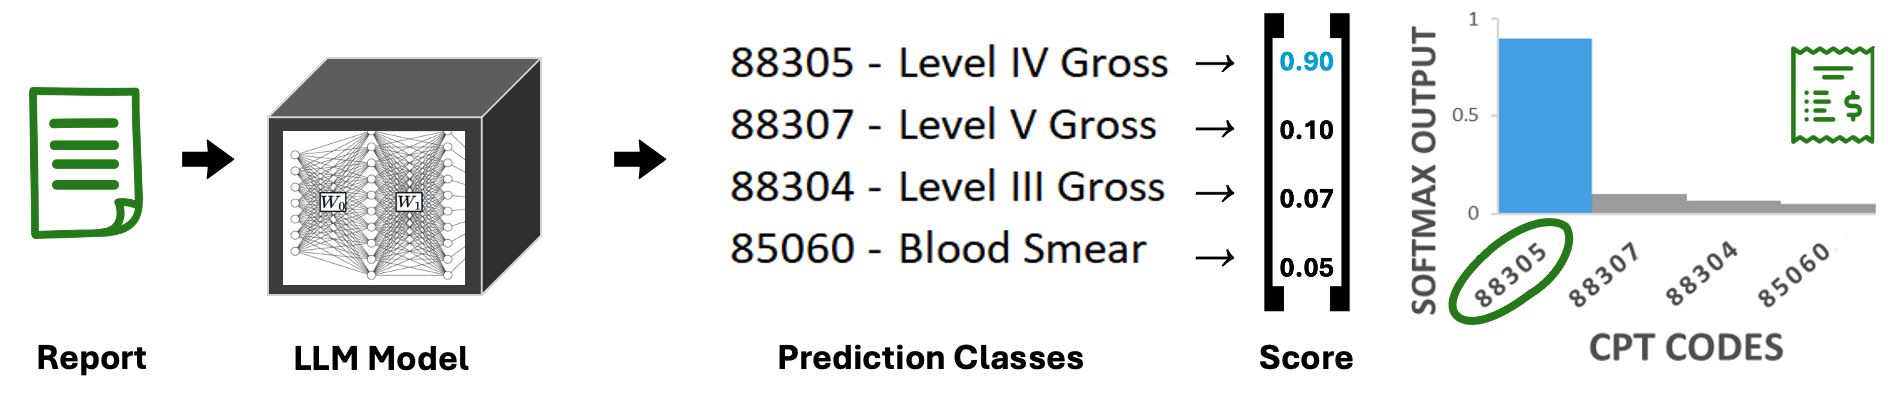 88305 - Level IV Gross → 0.90
88307 - Level V Gross → 0.10
88304 - Level III Gross → 0.07
85060 - Blood Smear → 0.05
W₀ W₁
Report
LLM Model
Prediction Classes
Score
SOFTMAX OUTPUT
1
0.5
0
88305
88307
88304
85060
CPT CODES
$